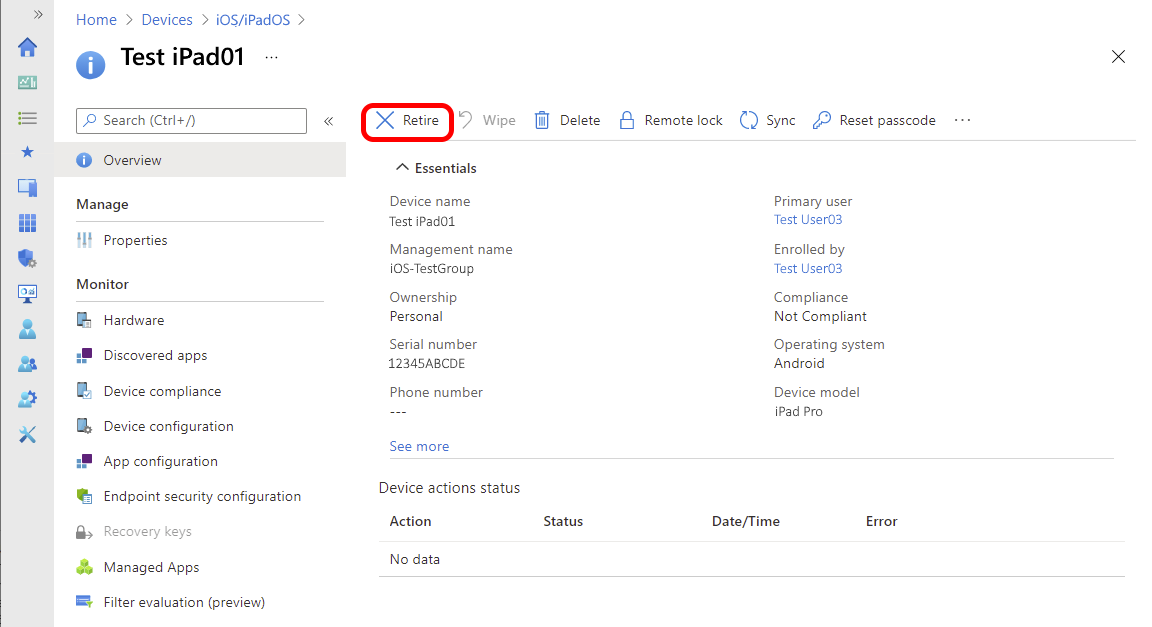 Home > Devices > iOS/iPadOS >
Test iPad01 ...
Search (Ctrl+/)
«
Retire
Wipe
Delete
Remote lock
Sync
Reset passcode
...
Overview
Manage
Properties
Monitor
Hardware
Discovered apps
Device compliance
Device configuration
App configuration
Endpoint security configuration
Recovery keys
Managed Apps
Filter evaluation (preview)
Essentials
Device name
Test iPad01
Management name
iOS-TestGroup
Ownership
Personal
Serial number
12345ABCDE
Phone number
---
See more
Primary user
Test User03
Enrolled by
Test User03
Compliance
Not Compliant
Operating system
Android
Device model
iPad Pro
Device actions status
Action Status Date/Time Error
No data